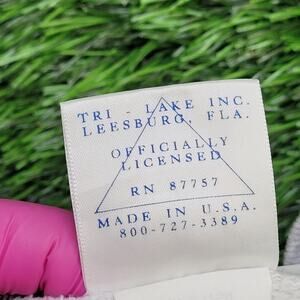 TRI - LAKE INC.
LEESBURG, FLA.
OFFICIALLY
LICENSED
RN 87757
MADE IN U.S.A.
800-727-3389